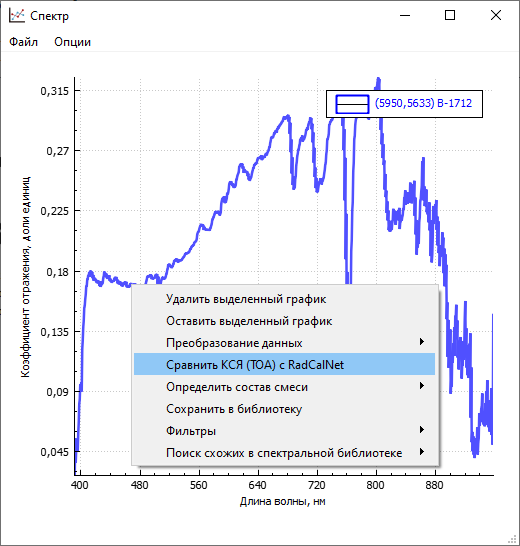 Спектр
Файл Опции
(5950,5633) B-1712
0,315
0,27
0,225
0,18
0,135
0,09
0,045
Коэффициент отражения, доли единиц
400 480 560 640 720 800 880
Длина волны, нм
Удалить выделенный график
Оставить выделенный график
Преобразование данных
Сравнить КСЯ (TOA) с RadCalNet
Определить состав смеси
Сохранить в библиотеку
Фильтры
Поиск схожих в спектральной библиотеке